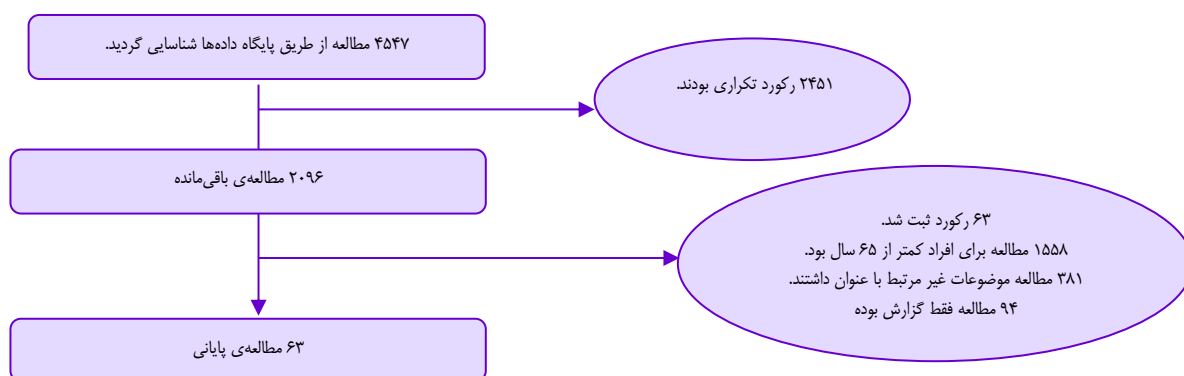 ۴۵۴۷ مطالعه از طریق پایگاه داده‌ها شناسایی گردید.
۲۴۵۱ رکورد تکراری بودند.
۲۰۹۶ مطالعه‌ی باقی‌مانده
۶۳ رکورد ثبت شد.
۱۵۵۸ مطالعه برای افراد کمتر از ۶۵ سال بود.
۳۸۱ مطالعه موضوعات غیر مرتبط با عنوان داشتند.
۹۴ مطالعه فقط گزارش بوده
۶۳ مطالعه‌ی پایانی